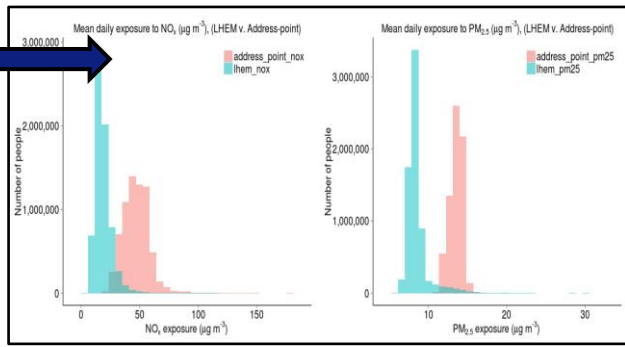 Mean daily exposure to NOₓ (µg m⁻³), (LHEM v. Address-point)
3,000,000
2,000,000
1,000,000
0
Number of people
address_point_nox
lhem_nox
0 50 100 150
NOₓ exposure (µg m⁻³)
Mean daily exposure to PM₂.₅ (µg m⁻³), (LHEM v. Address-point)
3,000,000
2,000,000
1,000,000
0
Number of people
address_point_pm25
lhem_pm25
10 20 30
PM₂.₅ exposure (µg m⁻³)